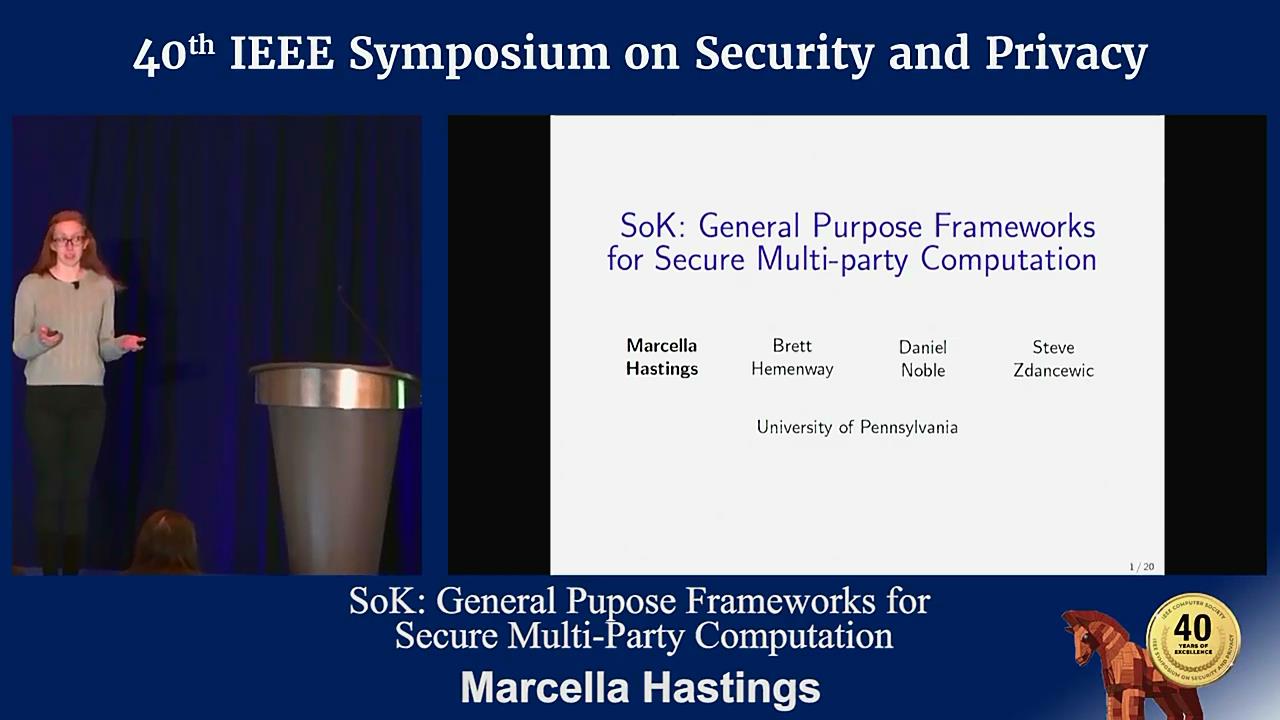 40th IEEE Symposium on Security and Privacy
SoK: General Purpose Frameworks
for Secure Multi-party Computation
Marcella
Hastings
Brett
Hemenway
Daniel
Noble
Steve
Zdancewic
University of Pennsylvania
1 / 20
SoK: General Pupose Frameworks for
Secure Multi-Party Computation
Marcella Hastings
IEEE COMPUTER SOCIETY
40
YEARS OF
EXCELLENCE
IEEE SYMPOSIUM ON SECURITY AND PRIVACY